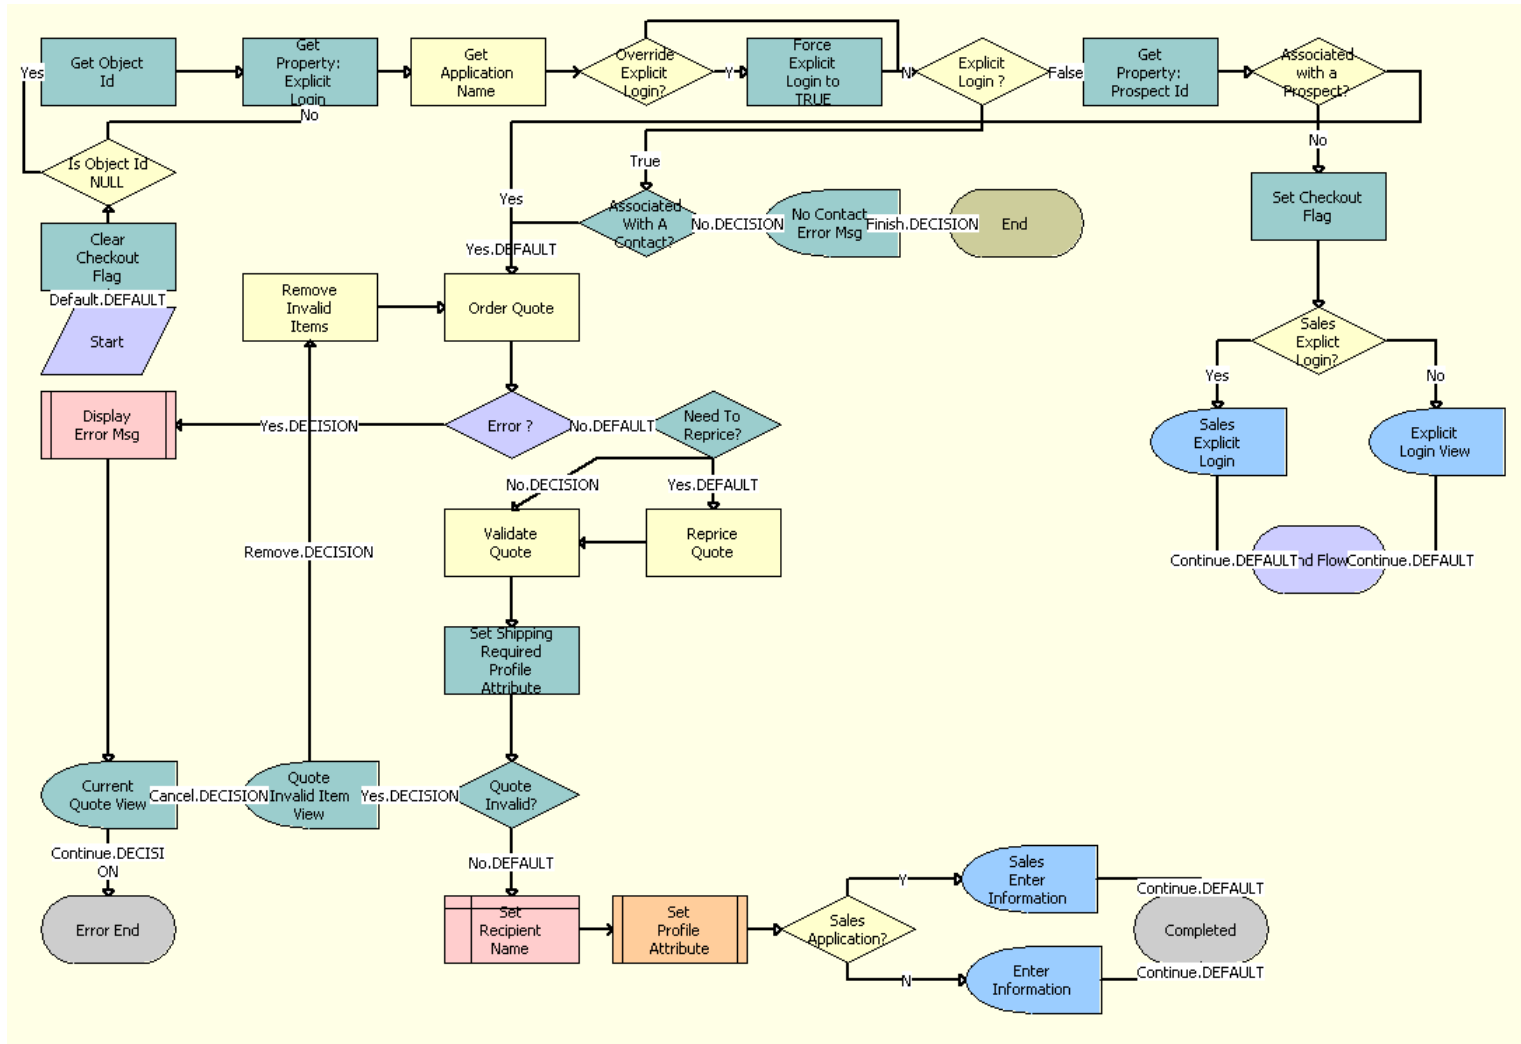 Get Object
Id
Get
Property:
Explicit
Login
Get
Application
Name
Override
Explicit
Login?
Y
Force
Explicit
Login to
TRUE
N
Explicit
Login ?
False
Get
Property:
Prospect Id
Associated
with a
Prospect?
Yes
No
Is Object Id
NULL
True
No
Clear
Checkout
Flag
Default.DEFAULT
Start
Yes
Associated
With A
Contact?
No.DECISION
No Contact
Error Msg
Finish.DECISION
End
Set Checkout
Flag
Yes.DEFAULT
Remove
Invalid
Items
Order Quote
Sales
Explict
Login?
Yes
No
Display
Error Msg
Yes.DECISION
Error ?
No.DEFAULT
Need To
Reprice?
Sales
Explicit
Login
Explicit
Login View
No.DECISION
Yes.DEFAULT
Validate
Quote
Reprice
Quote
Remove.DECISION
Continue.DEFAULT
nd Flow
Continue.DEFAULT
Set Shipping
Required
Profile
Attribute
Current
Quote View
Cancel.DECISION
Quote
Invalid Item
View
Yes.DECISION
Quote
Invalid?
Continue.DECISI
ON
No.DEFAULT
Error End
Set
Recipient
Name
Set
Profile
Attribute
Sales
Application?
Y
Sales
Enter
Information
Continue.DEFAULT
Completed
N
Enter
Information
Continue.DEFAULT